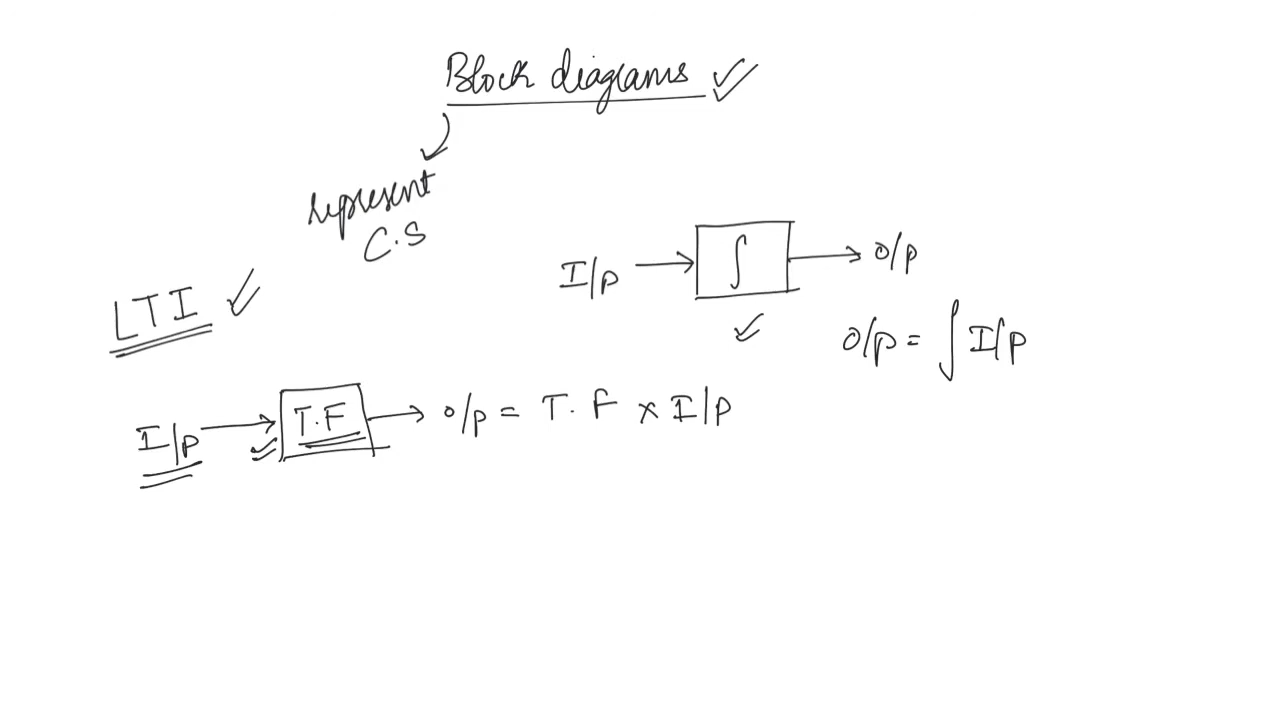 Block diagrams
represent
C.S
I/p → ∫ → o/p
LTI
o/p = ∫ I/p
I/p → T.F → o/p = T.F × I/p